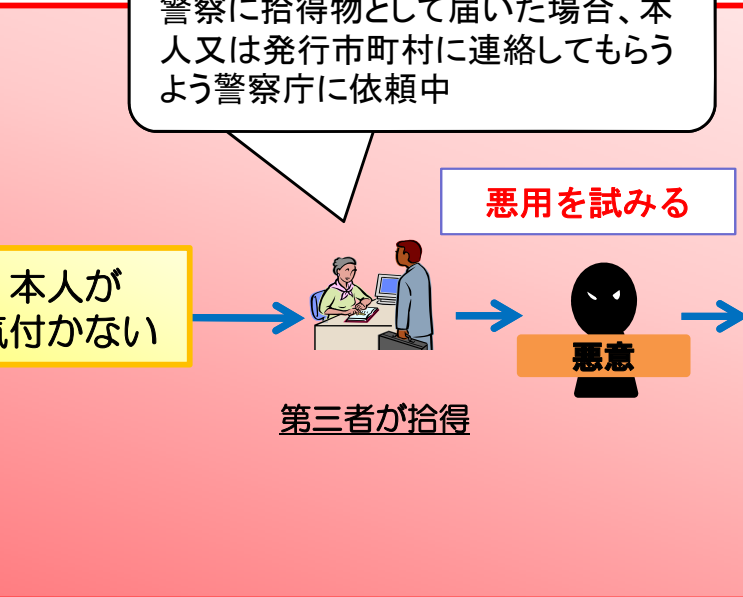 警察に拾得物として届いた場合、本
人又は発行市町村に連絡してもらう
よう警察庁に依頼中
悪用を試みる
本人が
気付かない
悪意
第三者が拾得